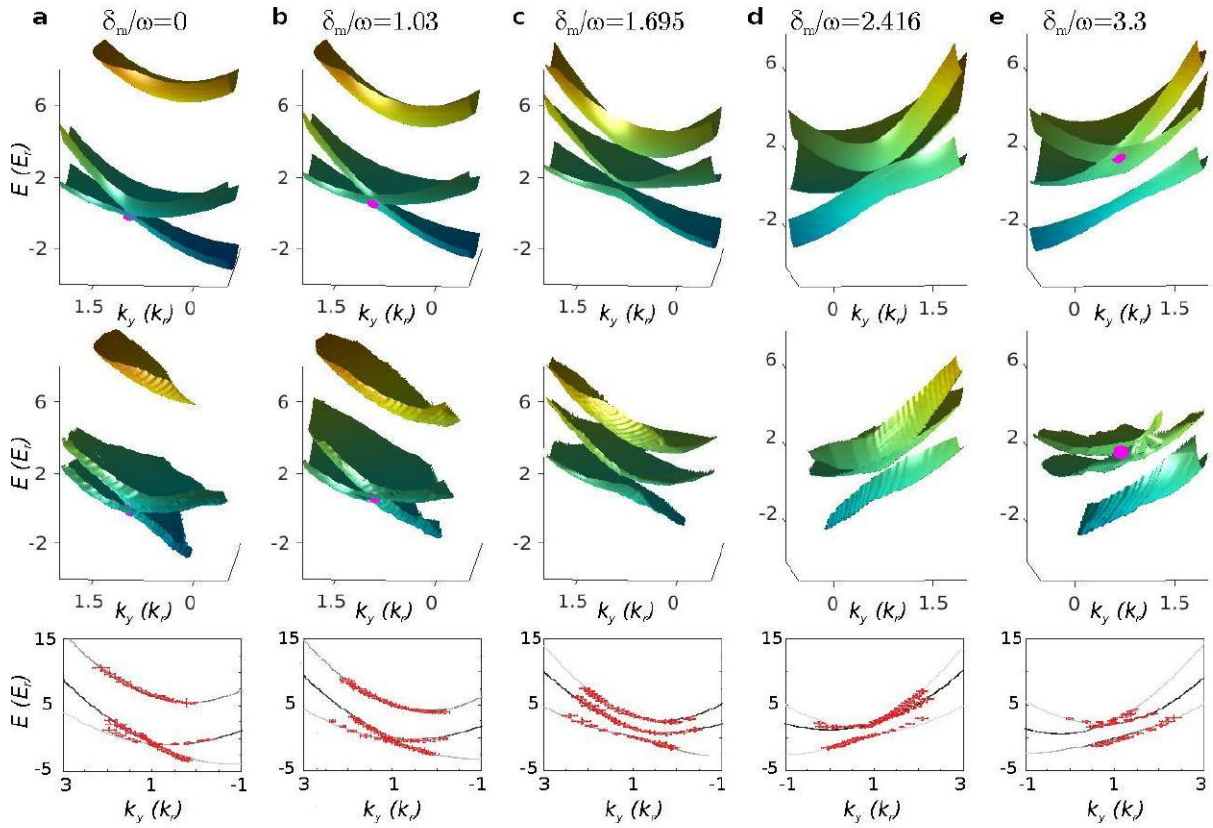 a δm/ω=0 b δm/ω=1.03 c δm/ω=1.695 d δm/ω=2.416 e δm/ω=3.3
E (Er)
6 6 6 6 6
2 2 2 2 2
-2 -2 -2 -2 -2
1.5 0 1.5 0 1.5 0 0 1.5 0 1.5
ky (kr) ky (kr) ky (kr) ky (kr) ky (kr)
E (Er)
6 6 6 6 6
2 2 2 2 2
-2 -2 -2 -2 -2
1.5 0 1.5 0 1.5 0 0 1.5 0 1.5
ky (kr) ky (kr) ky (kr) ky (kr) ky (kr)
E (Er)
15 15 15 15 15
5 5 5 5 5
-5 -5 -5 -5 -5
3 1 -1 3 1 -1 3 1 -1 -1 1 3 -1 1 3
ky (kr) ky (kr) ky (kr) ky (kr) ky (kr)